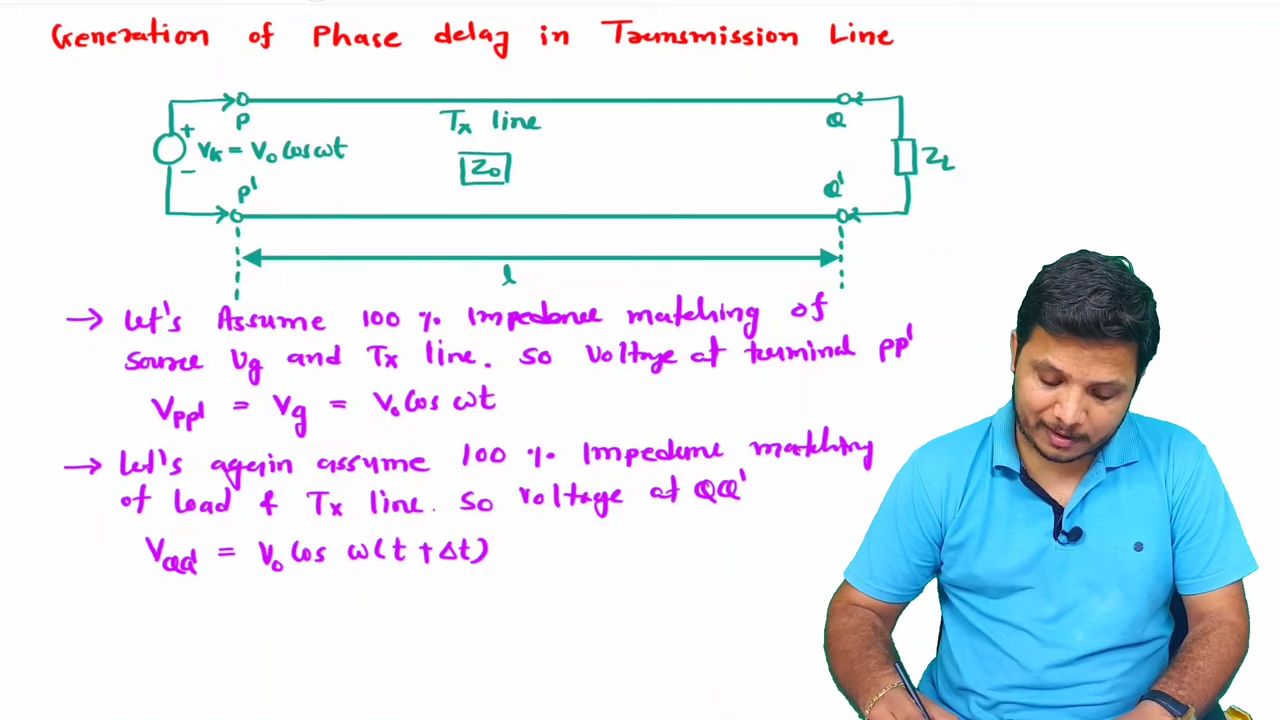 Generation of Phase delay in Transmission Line
P
Tx line
Q
+
Vg = V₀ Cos ωt
-
Z₀
ZL
P'
Q'
l
→ Let's Assume 100 % Impedance matching of
source Vg and Tx line. So Voltage at terminal PP'
VPP' = Vg = V₀ Cos ωt
→ Let's again assume 100 % Impedance matching
of Load & Tx line. So voltage at QQ'
VQQ' = V₀ Cos ω(t + Δt)